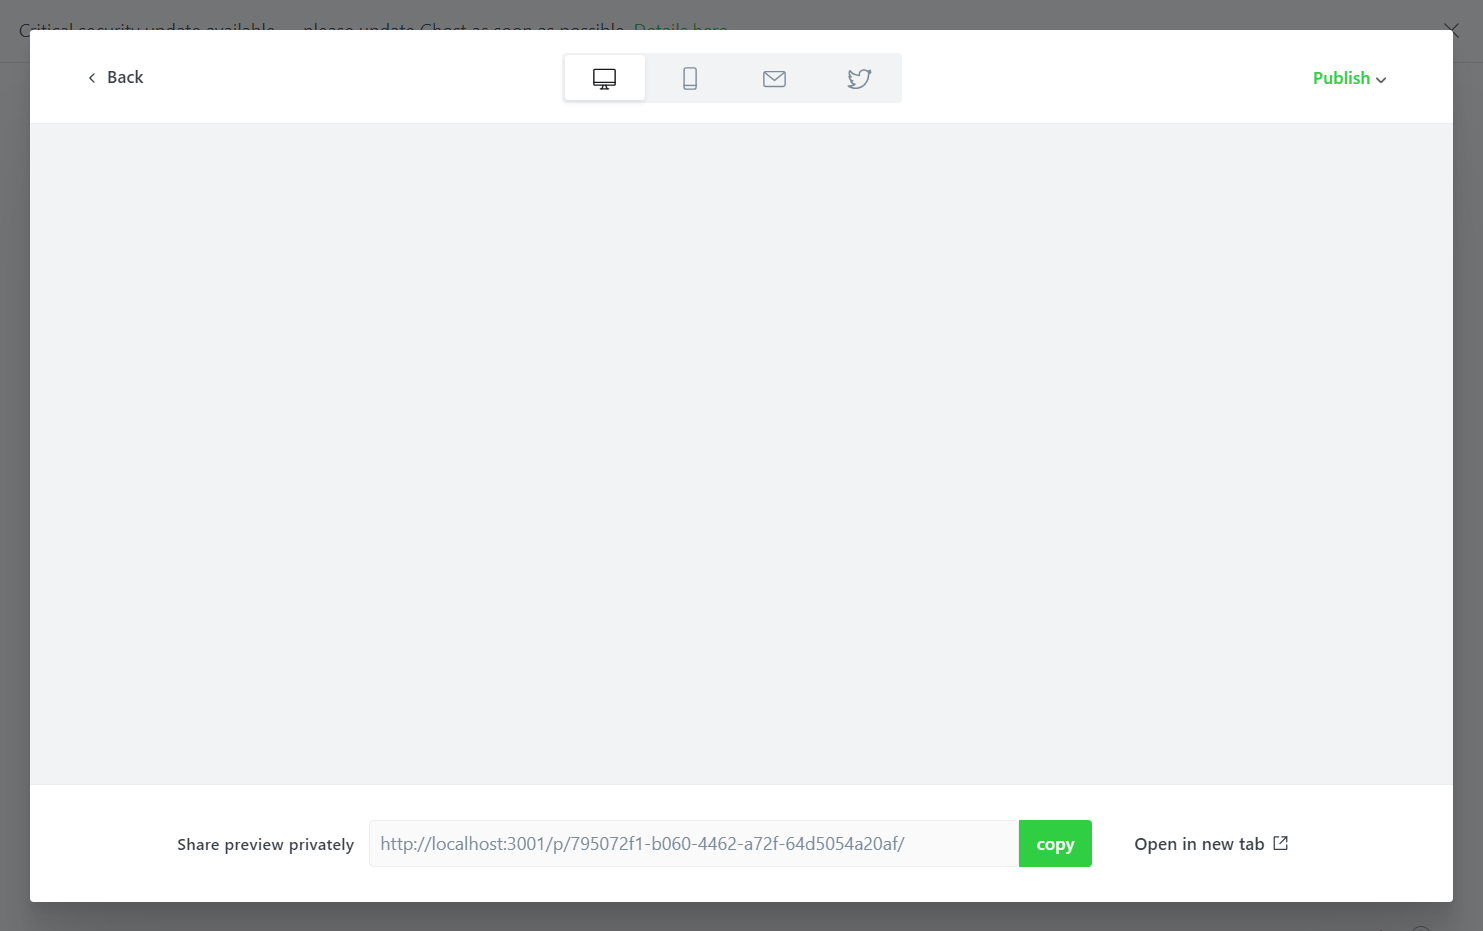 Critical security update available — please update Ghost as soon as possible. Details here
Back
Publish
Share preview privately
http://localhost:3001/p/795072f1-b060-4462-a72f-64d5054a20af/
copy
Open in new tab